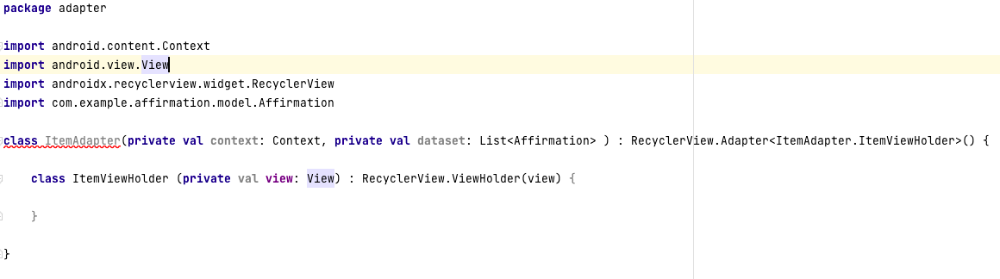 package adapter
import android.content.Context
import android.view.View
import androidx.recyclerview.widget.RecyclerView
import com.example.affirmation.model.Affirmation
class ItemAdapter(private val context: Context, private val dataset: List<Affirmation> ) : RecyclerView.Adapter<ItemAdapter.ItemViewHolder>() {
class ItemViewHolder (private val view: View) : RecyclerView.ViewHolder(view) {
}
}